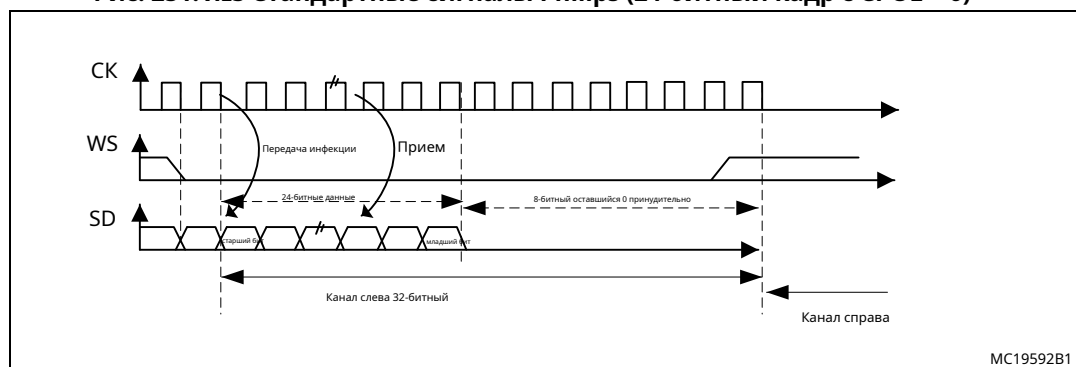 CK
WS
Передача инфекции
Прием
24-битные данные
8-битный оставшийся 0 принудительно
SD
старший бит
младший бит
Канал слева 32-битный
Канал справа
MC19592B1